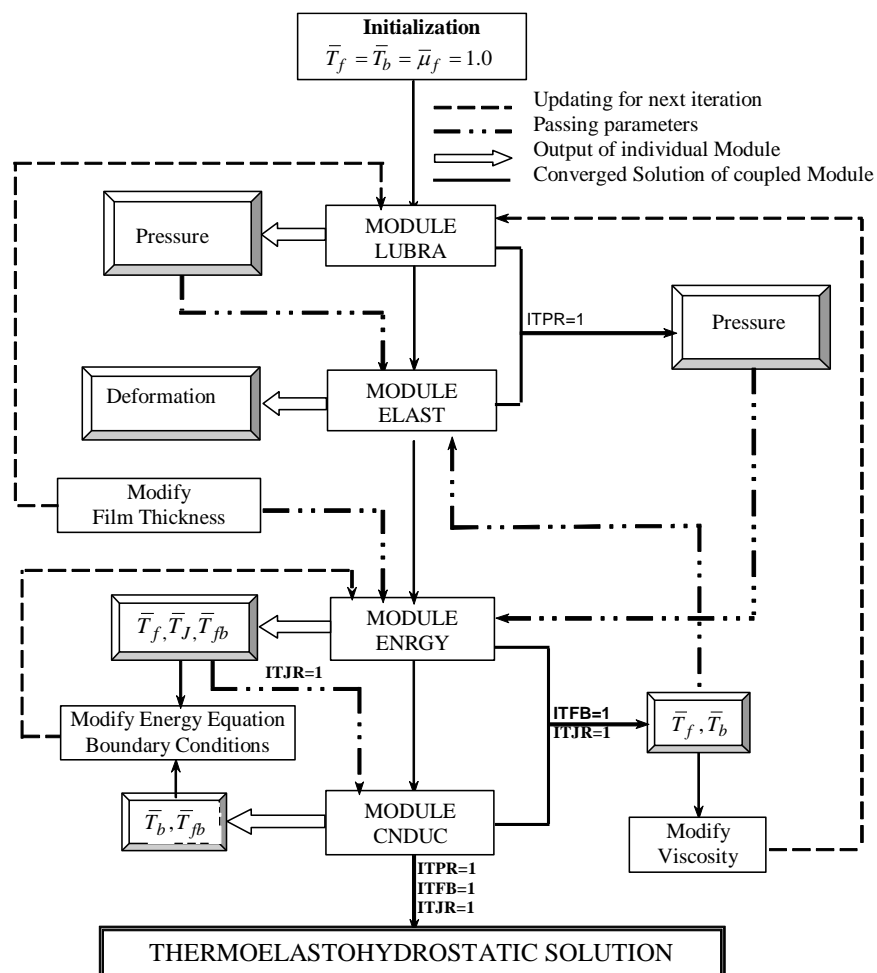 Initialization
T̄f = T̄b = μ̄f = 1.0
Updating for next iteration
Passing parameters
Output of individual Module
Converged Solution of coupled Module
Pressure
MODULE
LUBRA
ITPR=1
Pressure
Deformation
MODULE
ELAST
Modify
Film Thickness
T̄f, T̄J, T̄fb
MODULE
ENRGY
ITJR=1
Modify Energy Equation
Boundary Conditions
ITFB=1
ITJR=1
T̄f, T̄b
T̄b, T̄fb
MODULE
CNDUC
Modify
Viscosity
ITPR=1
ITFB=1
ITJR=1
THERMOELASTOHYDROSTATIC SOLUTION